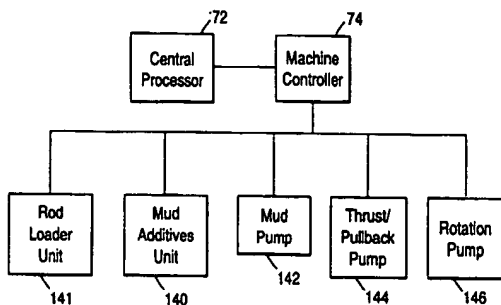 72
74
Central
Processor
Machine
Controller
Rod
Loader
Unit
Mud
Additives
Unit
Mud
Pump
Thrust/
Pullback
Pump
Rotation
Pump
141
140
142
144
146